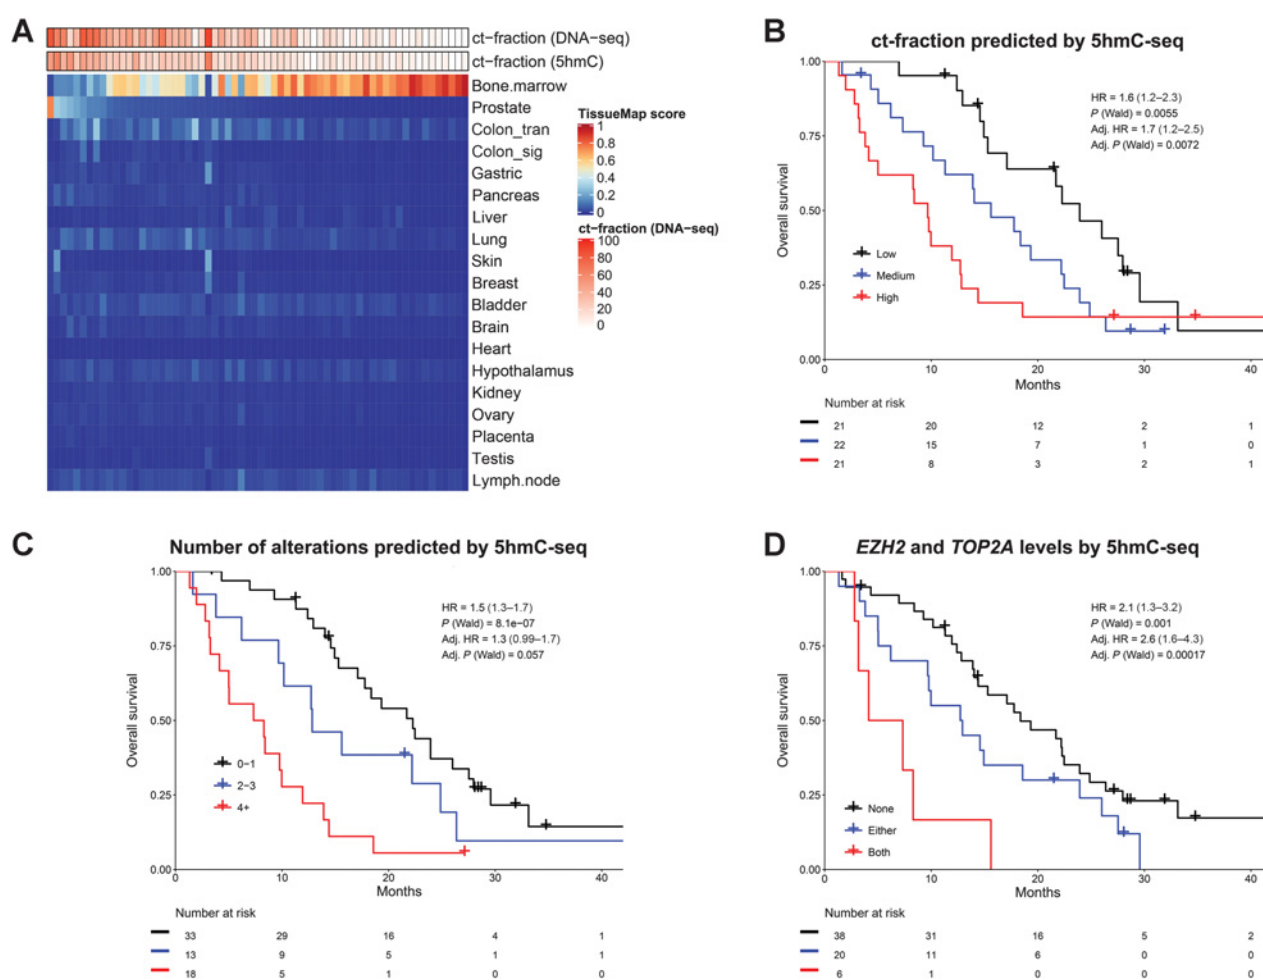 A
ct-fraction (DNA-seq)
ct-fraction (5hmC)
Bone.marrow
Prostate
Colon_tran
Colon_sig
Gastric
Pancreas
Liver
Lung
Skin
Breast
Bladder
Brain
Heart
Hypothalamus
Kidney
Ovary
Placenta
Testis
Lymph.node
TissueMap score
1
0.8
0.6
0.4
0.2
0
ct-fraction (DNA-seq)
100
80
60
40
20
0
B
ct-fraction predicted by 5hmC-seq
HR = 1.6 (1.2–2.3)
P (Wald) = 0.0055
Adj. HR = 1.7 (1.2–2.5)
Adj. P (Wald) = 0.0072
Overall survival
1.00
0.75
0.50
0.25
0.00
Low
Medium
High
0 10 20 30 40
Months
Number at risk
21 20 12 2 1
22 15 7 1 0
21 8 3 2 1
C
Number of alterations predicted by 5hmC-seq
HR = 1.5 (1.3–1.7)
P (Wald) = 8.1e–07
Adj. HR = 1.3 (0.99–1.7)
Adj. P (Wald) = 0.057
Overall survival
1.00
0.75
0.50
0.25
0.00
0–1
2–3
4+
0 10 20 30 40
Months
Number at risk
33 29 16 4 1
13 9 5 1 1
18 5 1 0 0
D
EZH2 and TOP2A levels by 5hmC-seq
HR = 2.1 (1.3–3.2)
P (Wald) = 0.001
Adj. HR = 2.6 (1.6–4.3)
Adj. P (Wald) = 0.00017
Overall survival
1.00
0.75
0.50
0.25
0.00
None
Either
Both
0 10 20 30 40
Months
Number at risk
38 31 16 5 2
20 11 6 0 0
6 1 0 0 0